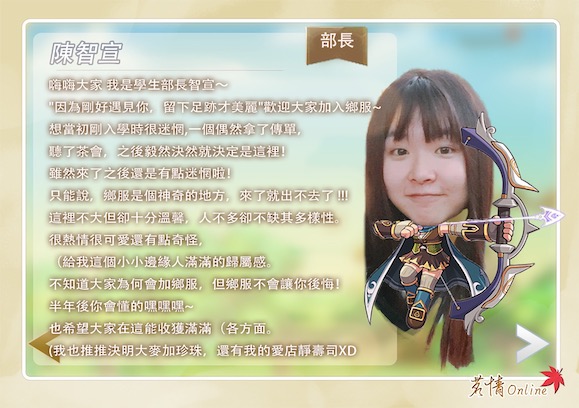 部長
陳智宣
嗨嗨大家 我是學生部長智宣～
"因為剛好遇見你，留下足跡才美麗"歡迎大家加入鄉服~
想當初剛入學時很迷惘,一個偶然拿了傳單,
聽了茶會，之後毅然決然就決定是這裡!
雖然來了之後還是有點迷惘啦!
只能說，鄉服是個神奇的地方，來了就出不去了!!!
這裡不大但卻十分溫馨，人不多卻不缺其多樣性。
很熱情很可愛還有點奇怪,
（給我這個小小邊緣人滿滿的歸屬感。
不知道大家為何會加鄉服，但鄉服不會讓你後悔!
半年後你會懂的嘿嘿嘿~
也希望大家在這能收獲滿滿（各方面。
(我也推推決明大麥加珍珠，還有我的愛店靜壽司XD
茗情Online